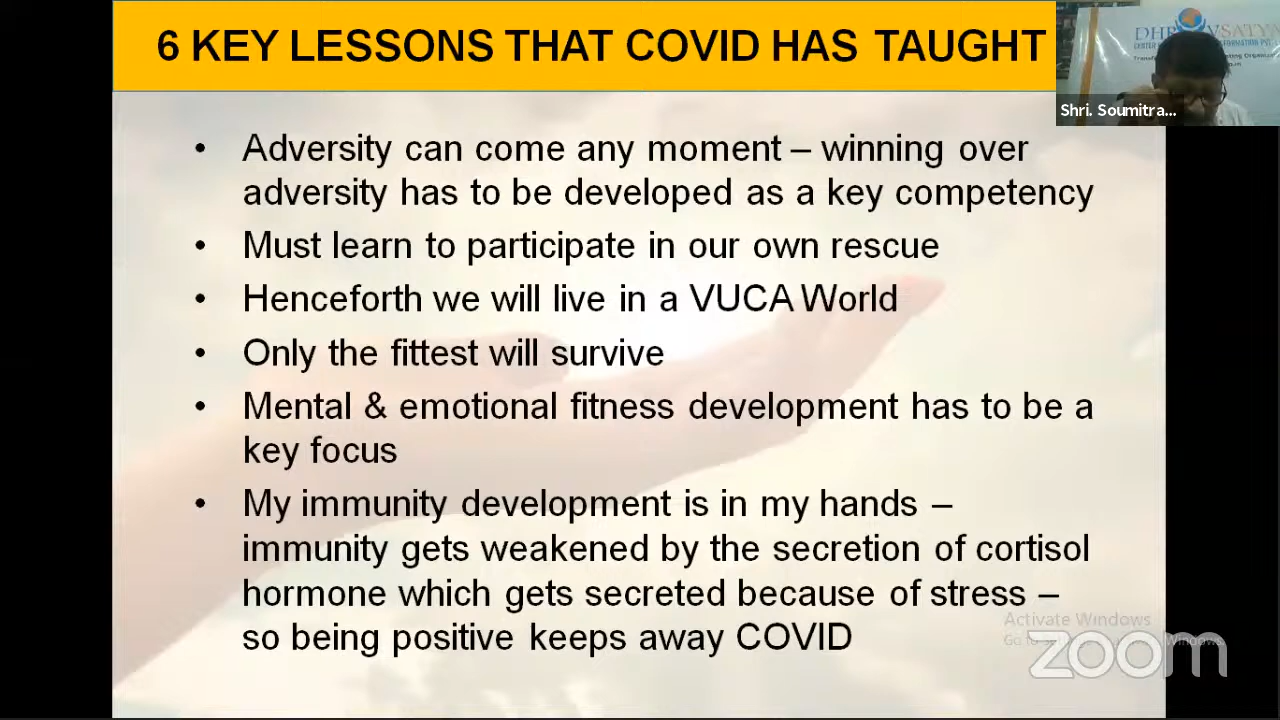 6 KEY LESSONS THAT COVID HAS TAUGHT
Shri. Soumitra...
• Adversity can come any moment – winning over
adversity has to be developed as a key competency
• Must learn to participate in our own rescue
• Henceforth we will live in a VUCA World
• Only the fittest will survive
• Mental & emotional fitness development has to be a
key focus
• My immunity development is in my hands –
immunity gets weakened by the secretion of cortisol
hormone which gets secreted because of stress –
so being positive keeps away COVID
Activate Windows
zoom